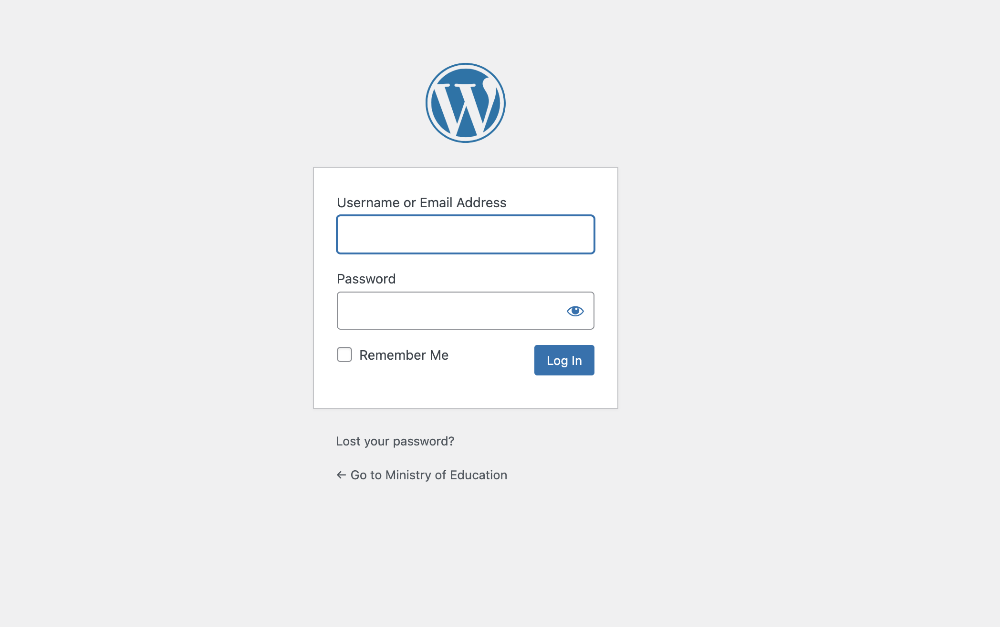 Username or Email Address
Password
Remember Me
Log In
Lost your password?
← Go to Ministry of Education